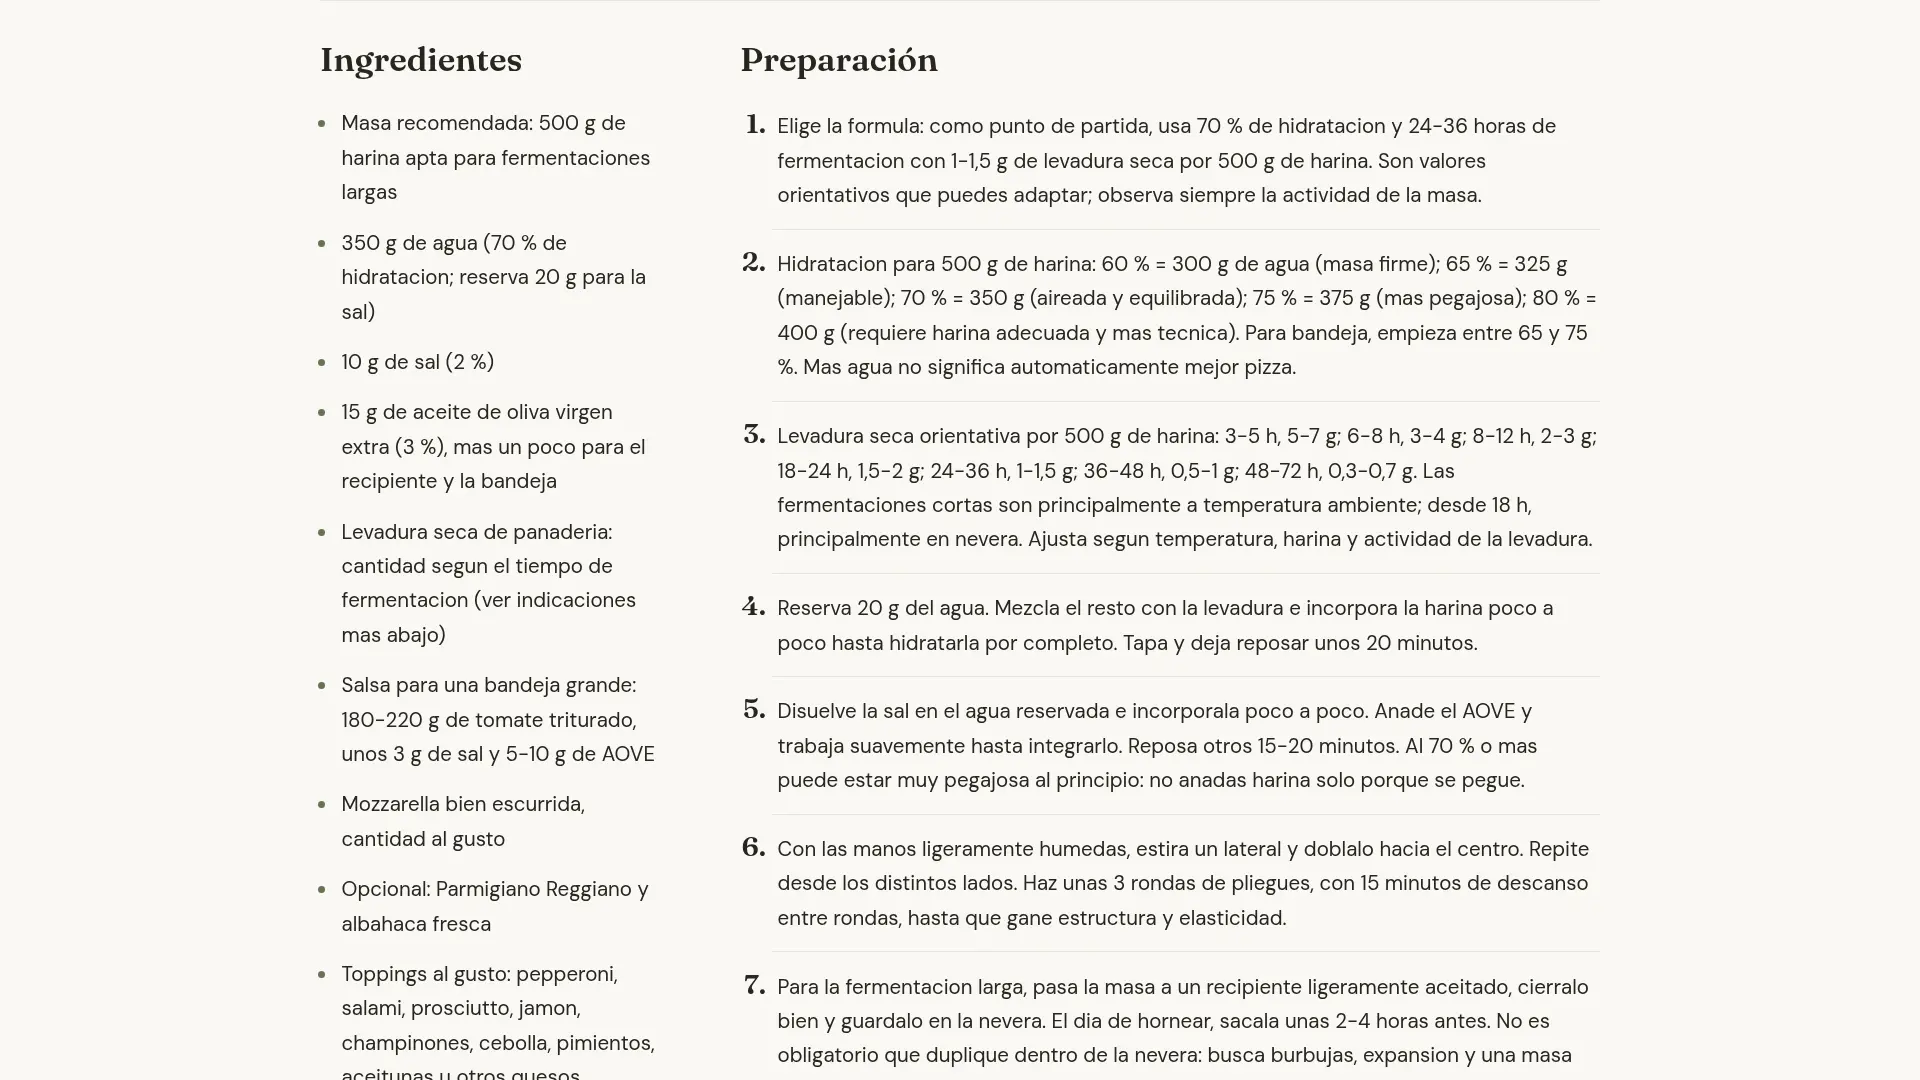 Ingredientes
Masa recomendada: 500 g de
harina apta para fermentaciones
largas
350 g de agua (70 % de
hidratacion; reserva 20 g para la
sal)
10 g de sal (2 %)
15 g de aceite de oliva virgen
extra (3 %), mas un poco para el
recipiente y la bandeja
Levadura seca de panaderia:
cantidad segun el tiempo de
fermentacion (ver indicaciones
mas abajo)
Salsa para una bandeja grande:
180-220 g de tomate triturado,
unos 3 g de sal y 5-10 g de AOVE
Mozzarella bien escurrida,
cantidad al gusto
Opcional: Parmigiano Reggiano y
albahaca fresca
Toppings al gusto: pepperoni,
salami, prosciutto, jamon,
champinones, cebolla, pimientos,
aceitunas u otros quesos
Preparación
1. Elige la formula: como punto de partida, usa 70 % de hidratacion y 24-36 horas de
fermentacion con 1-1,5 g de levadura seca por 500 g de harina. Son valores
orientativos que puedes adaptar; observa siempre la actividad de la masa.
2. Hidratacion para 500 g de harina: 60 % = 300 g de agua (masa firme); 65 % = 325 g
(manejable); 70 % = 350 g (aireada y equilibrada); 75 % = 375 g (mas pegajosa); 80 % =
400 g (requiere harina adecuada y mas tecnica). Para bandeja, empieza entre 65 y 75
%. Mas agua no significa automaticamente mejor pizza.
3. Levadura seca orientativa por 500 g de harina: 3-5 h, 5-7 g; 6-8 h, 3-4 g; 8-12 h, 2-3 g;
18-24 h, 1,5-2 g; 24-36 h, 1-1,5 g; 36-48 h, 0,5-1 g; 48-72 h, 0,3-0,7 g. Las
fermentaciones cortas son principalmente a temperatura ambiente; desde 18 h,
principalmente en nevera. Ajusta segun temperatura, harina y actividad de la levadura.
4. Reserva 20 g del agua. Mezcla el resto con la levadura e incorpora la harina poco a
poco hasta hidratarla por completo. Tapa y deja reposar unos 20 minutos.
5. Disuelve la sal en el agua reservada e incorporala poco a poco. Anade el AOVE y
trabaja suavemente hasta integrarlo. Reposa otros 15-20 minutos. Al 70 % o mas
puede estar muy pegajosa al principio: no anadas harina solo porque se pegue.
6. Con las manos ligeramente humedas, estira un lateral y doblalo hacia el centro. Repite
desde los distintos lados. Haz unas 3 rondas de pliegues, con 15 minutos de descanso
entre rondas, hasta que gane estructura y elasticidad.
7. Para la fermentacion larga, pasa la masa a un recipiente ligeramente aceitado, cierralo
bien y guardalo en la nevera. El dia de hornear, sacala unas 2-4 horas antes. No es
obligatorio que duplique dentro de la nevera: busca burbujas, expansion y una masa